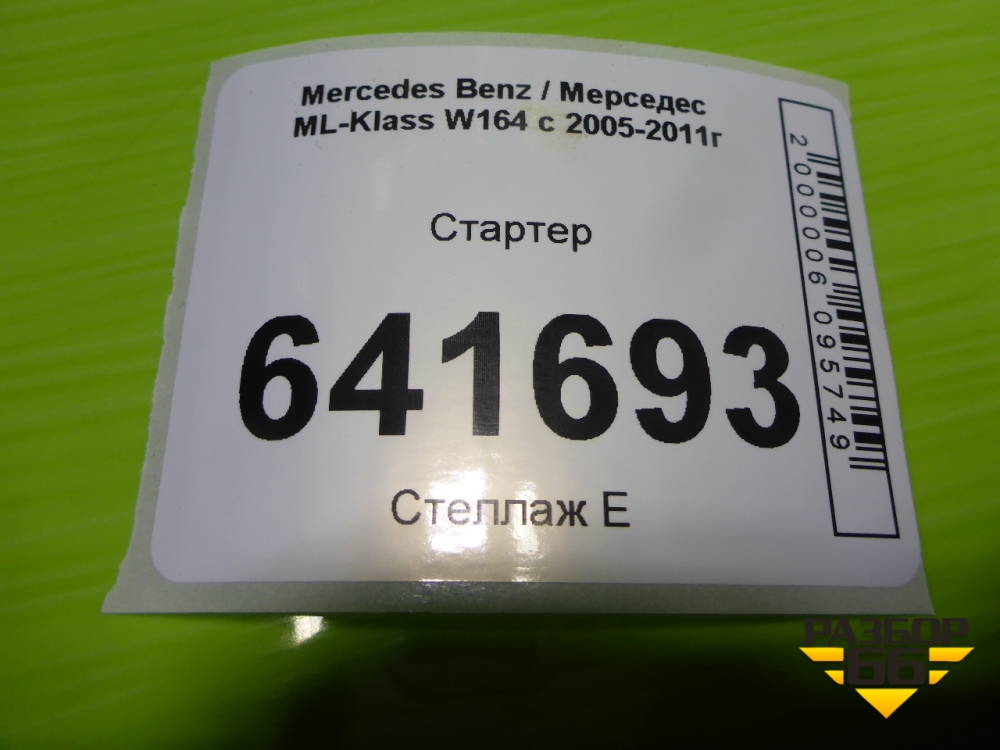 Mercedes Benz / Мерседес
ML-Klass W164 с 2005-2011г
Стартер
641693
Стеллаж Е
2000006095749
РАЗБОР
66